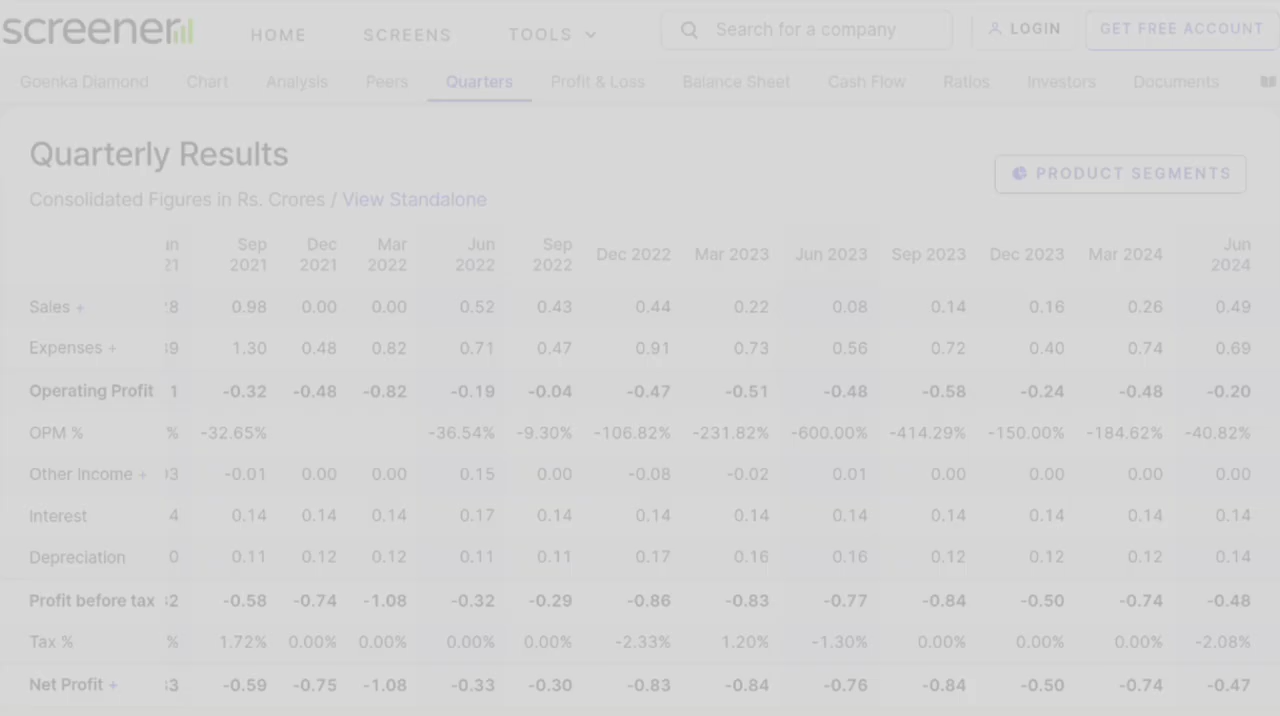 screener
HOME SCREENS TOOLS Search for a company LOGIN GET FREE ACCOUNT
Goenka Diamond Chart Analysis Peers Quarters Profit & Loss Balance Sheet Cash Flow Ratios Investors Documents
Quarterly Results
PRODUCT SEGMENTS
Consolidated Figures in Rs. Crores / View Standalone
Sep 2021 Dec 2021 Mar 2022 Jun 2022 Sep 2022 Dec 2022 Mar 2023 Jun 2023 Sep 2023 Dec 2023 Mar 2024 Jun 2024
Sales + 8 0.98 0.00 0.00 0.52 0.43 0.44 0.22 0.08 0.14 0.16 0.26 0.49
Expenses + 9 1.30 0.48 0.82 0.71 0.47 0.91 0.73 0.56 0.72 0.40 0.74 0.69
Operating Profit 1 -0.32 -0.48 -0.82 -0.19 -0.04 -0.47 -0.51 -0.48 -0.58 -0.24 -0.48 -0.20
OPM % % -32.65% -36.54% -9.30% -106.82% -231.82% -600.00% -414.29% -150.00% -184.62% -40.82%
Other Income + 3 -0.01 0.00 0.00 0.15 0.00 -0.08 -0.02 0.01 0.00 0.00 0.00 0.00
Interest 4 0.14 0.14 0.14 0.17 0.14 0.14 0.14 0.14 0.14 0.14 0.14 0.14
Depreciation 0 0.11 0.12 0.12 0.11 0.11 0.17 0.16 0.16 0.12 0.12 0.12 0.14
Profit before tax 2 -0.58 -0.74 -1.08 -0.32 -0.29 -0.86 -0.83 -0.77 -0.84 -0.50 -0.74 -0.48
Tax % % 1.72% 0.00% 0.00% 0.00% 0.00% -2.33% 1.20% -1.30% 0.00% 0.00% 0.00% -2.08%
Net Profit + 3 -0.59 -0.75 -1.08 -0.33 -0.30 -0.83 -0.84 -0.76 -0.84 -0.50 -0.74 -0.47